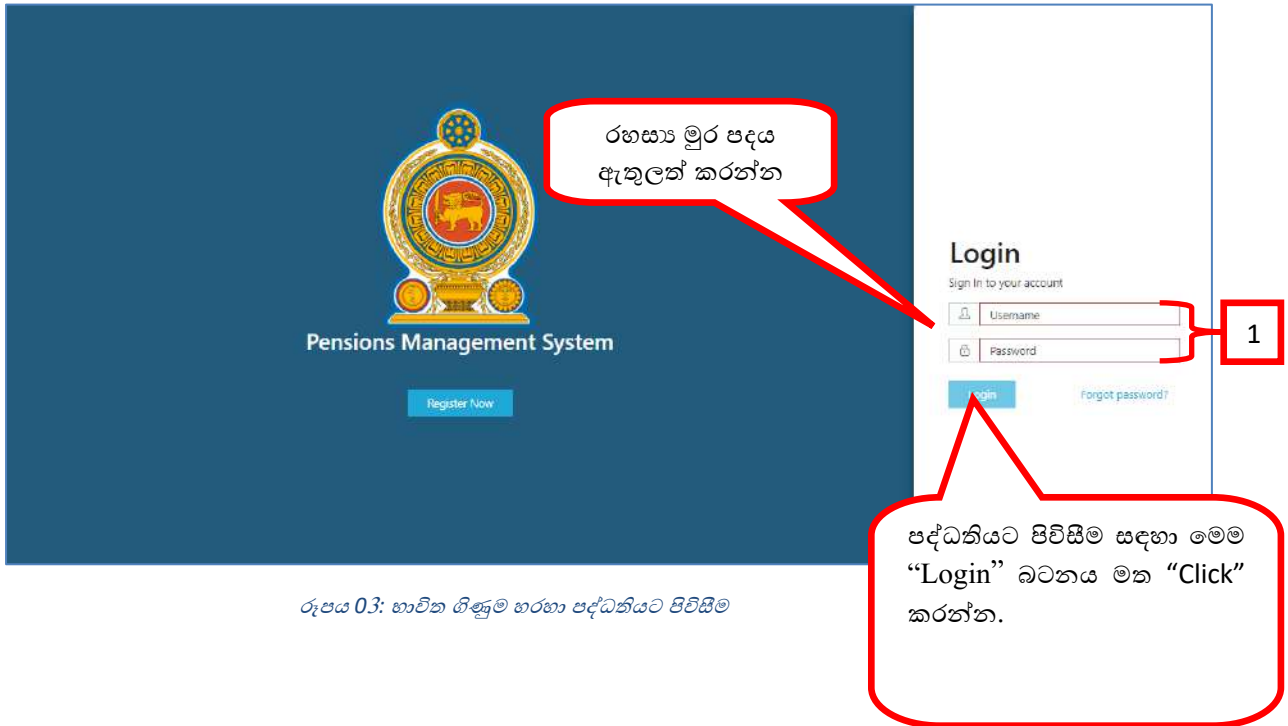 රහස්‍ය මුර පදය
ඇතුලත් කරන්න
Pensions Management System
Register Now
Login
Sign In to your account
Username
Password
1
Login
Forgot password?
පද්ධතියට පිවිසීම සඳහා මෙම
“Login” බටනය මත “Click”
කරන්න.
රූපය 03: භාවිත ගිණුම හරහා පද්ධතියට පිවිසීම